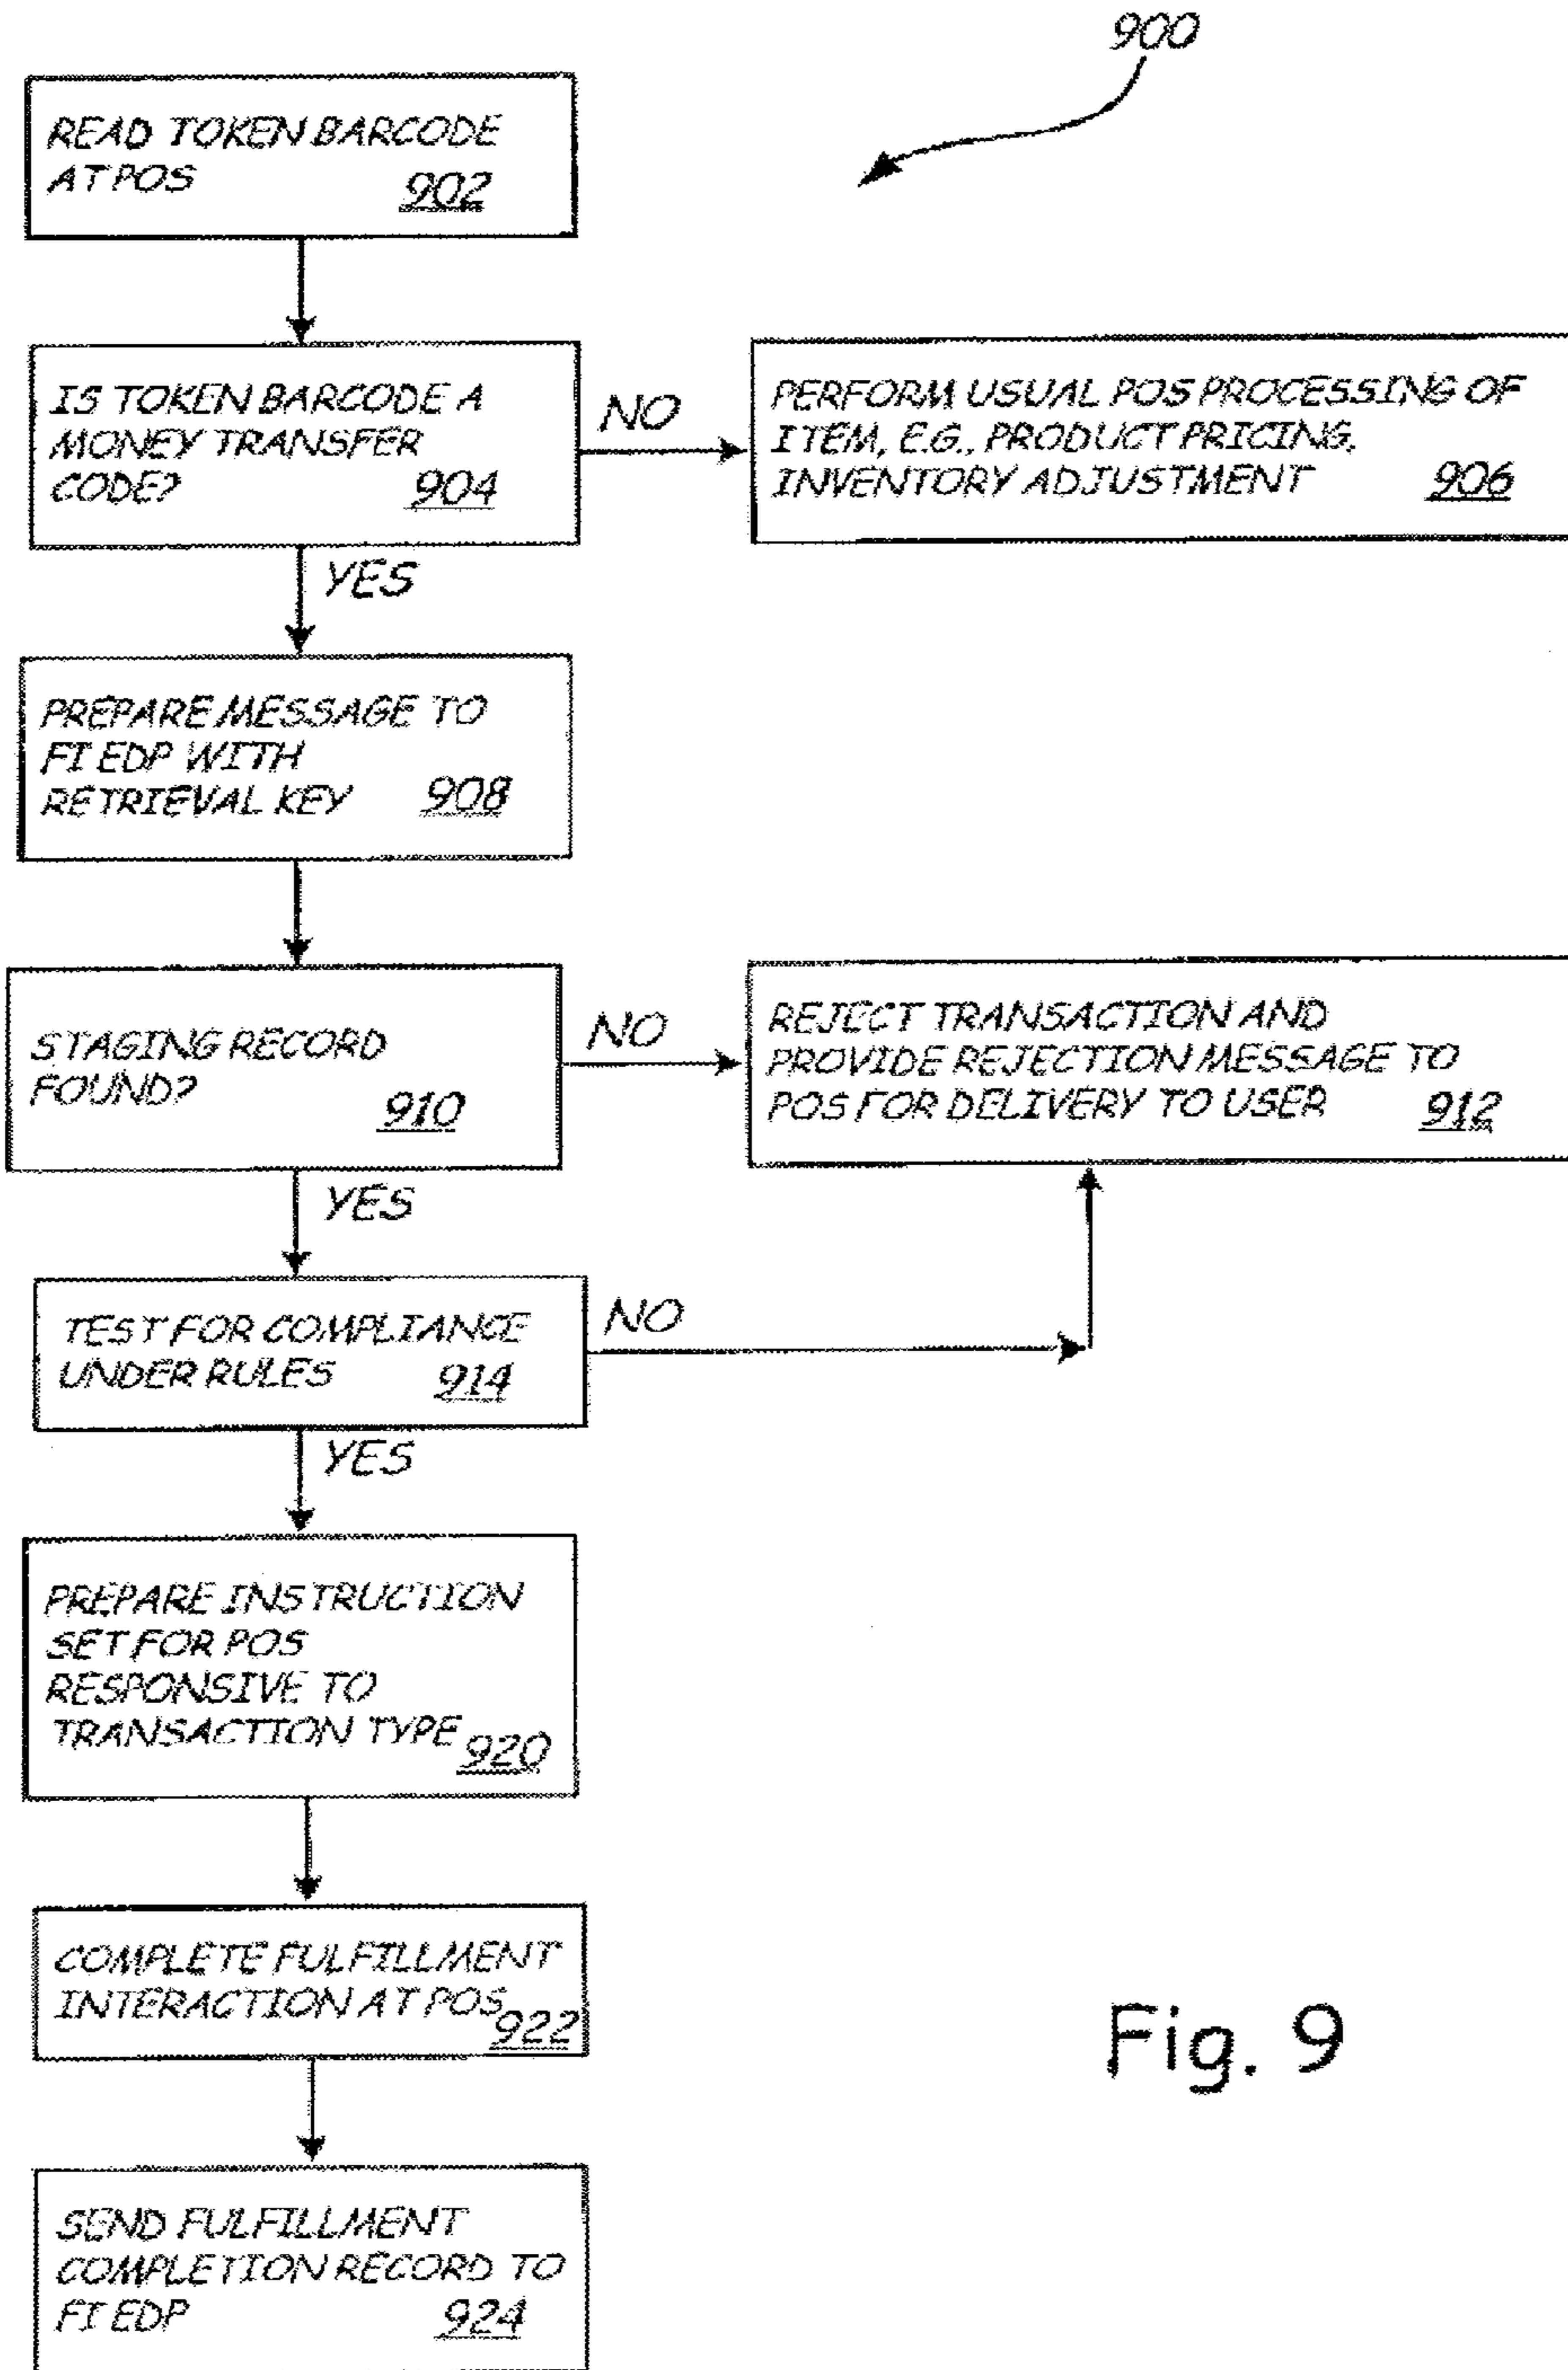 900
READ TOKEN BARCODE
AT POS
902
IS TOKEN BARCODE A
MONEY TRANSFER
CODE?
904
NO
PERFORM USUAL POS PROCESSING OF
ITEM, E.G., PRODUCT PRICING,
INVENTORY ADJUSTMENT
906
YES
PREPARE MESSAGE TO
FI EDP WITH
RETRIEVAL KEY
908
STAGING RECORD
FOUND?
910
NO
REJECT TRANSACTION AND
PROVIDE REJECTION MESSAGE TO
POS FOR DELIVERY TO USER
912
YES
TEST FOR COMPLIANCE
UNDER RULES
914
NO
YES
PREPARE INSTRUCTION
SET FOR POS
RESPONSIVE TO
TRANSACTION TYPE
920
COMPLETE FULFILLMENT
INTERACTION AT POS
922
SEND FULFILLMENT
COMPLETION RECORD TO
FI EDP
924
Fig. 9